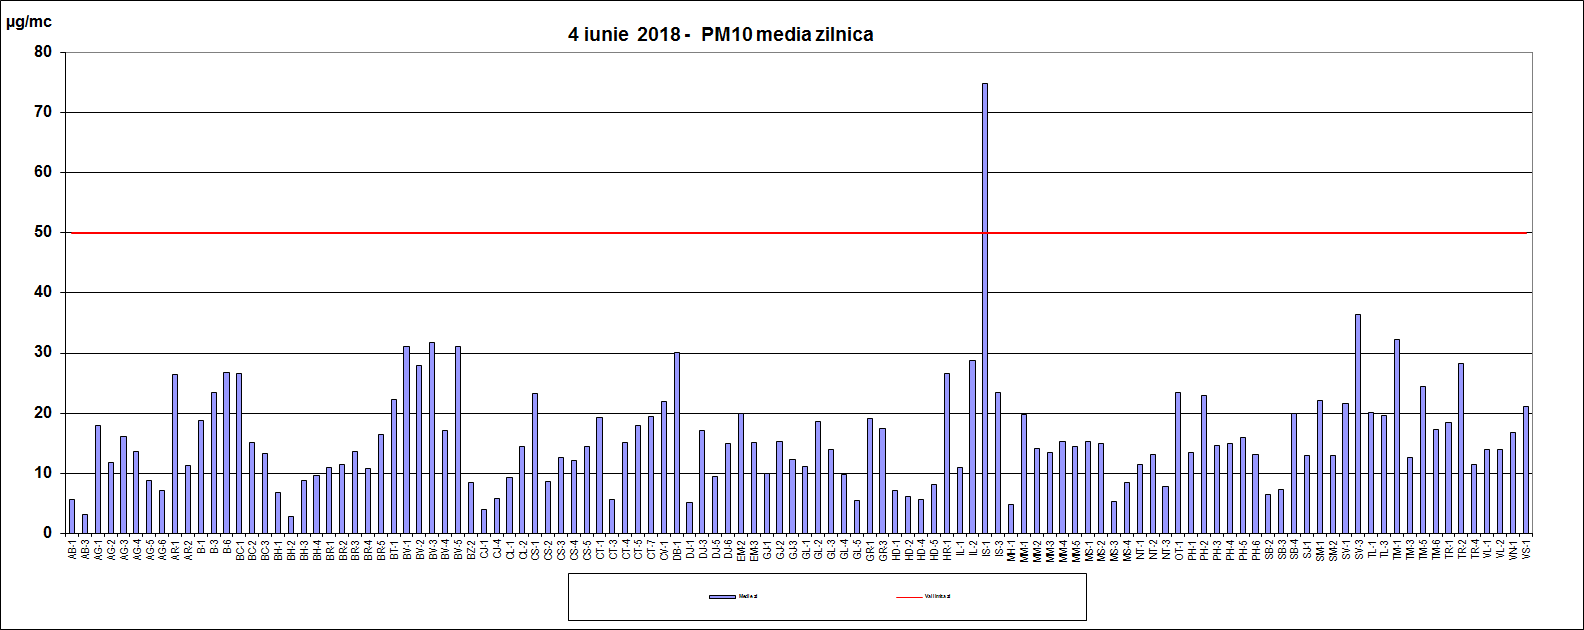 µg/mc
4 iunie 2018 - PM10 media zilnica
80
70
60
50
40
30
20
10
0
AB-1
AB-3
AG-1
AG-2
AG-3
AG-4
AG-5
AG-6
AR-1
AR-2
B-1
B-3
B-6
BC-1
BC-2
BC-3
BH-1
BH-2
BH-3
BH-4
BR-1
BR-2
BR-3
BR-4
BR-5
BT-1
BV-1
BV-2
BV-3
BV-4
BV-5
BZ-2
CJ-1
CJ-4
CL-1
CL-2
CS-1
CS-2
CS-3
CS-4
CS-5
CT-1
CT-3
CT-4
CT-5
CT-7
CV-1
DB-1
DJ-1
DJ-3
DJ-5
DJ-6
EM-2
EM-3
GJ-1
GJ-2
GJ-3
GL-1
GL-2
GL-3
GL-4
GL-5
GR-1
GR-3
HD-1
HD-2
HD-4
HD-5
HR-1
IL-1
IL-2
IS-1
IS-3
MH-1
MM-1
MM-2
MM-3
MM-4
MM-5
MS-1
MS-2
MS-3
MS-4
NT-1
NT-2
NT-3
OT-1
PH-1
PH-2
PH-3
PH-4
PH-5
PH-6
SB-2
SB-3
SB-4
SJ-1
SM-1
SM-2
SV-1
SV-3
TL-1
TL-3
TM-1
TM-3
TM-5
TM-6
TR-1
TR-2
TR-4
VL-1
VL-2
VN-1
VS-1
Media zi
Val limita zi